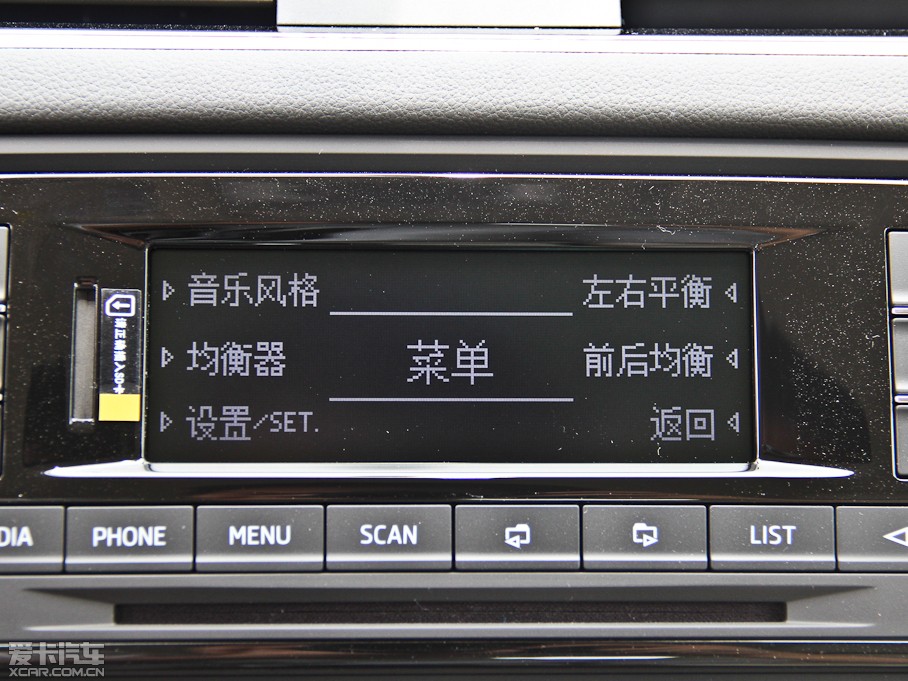 音乐风格 左右平衡
均衡器 菜单 前后均衡
设置/SET. 返回
DIA PHONE MENU SCAN LIST
爱卡汽车
XCAR.COM.CN